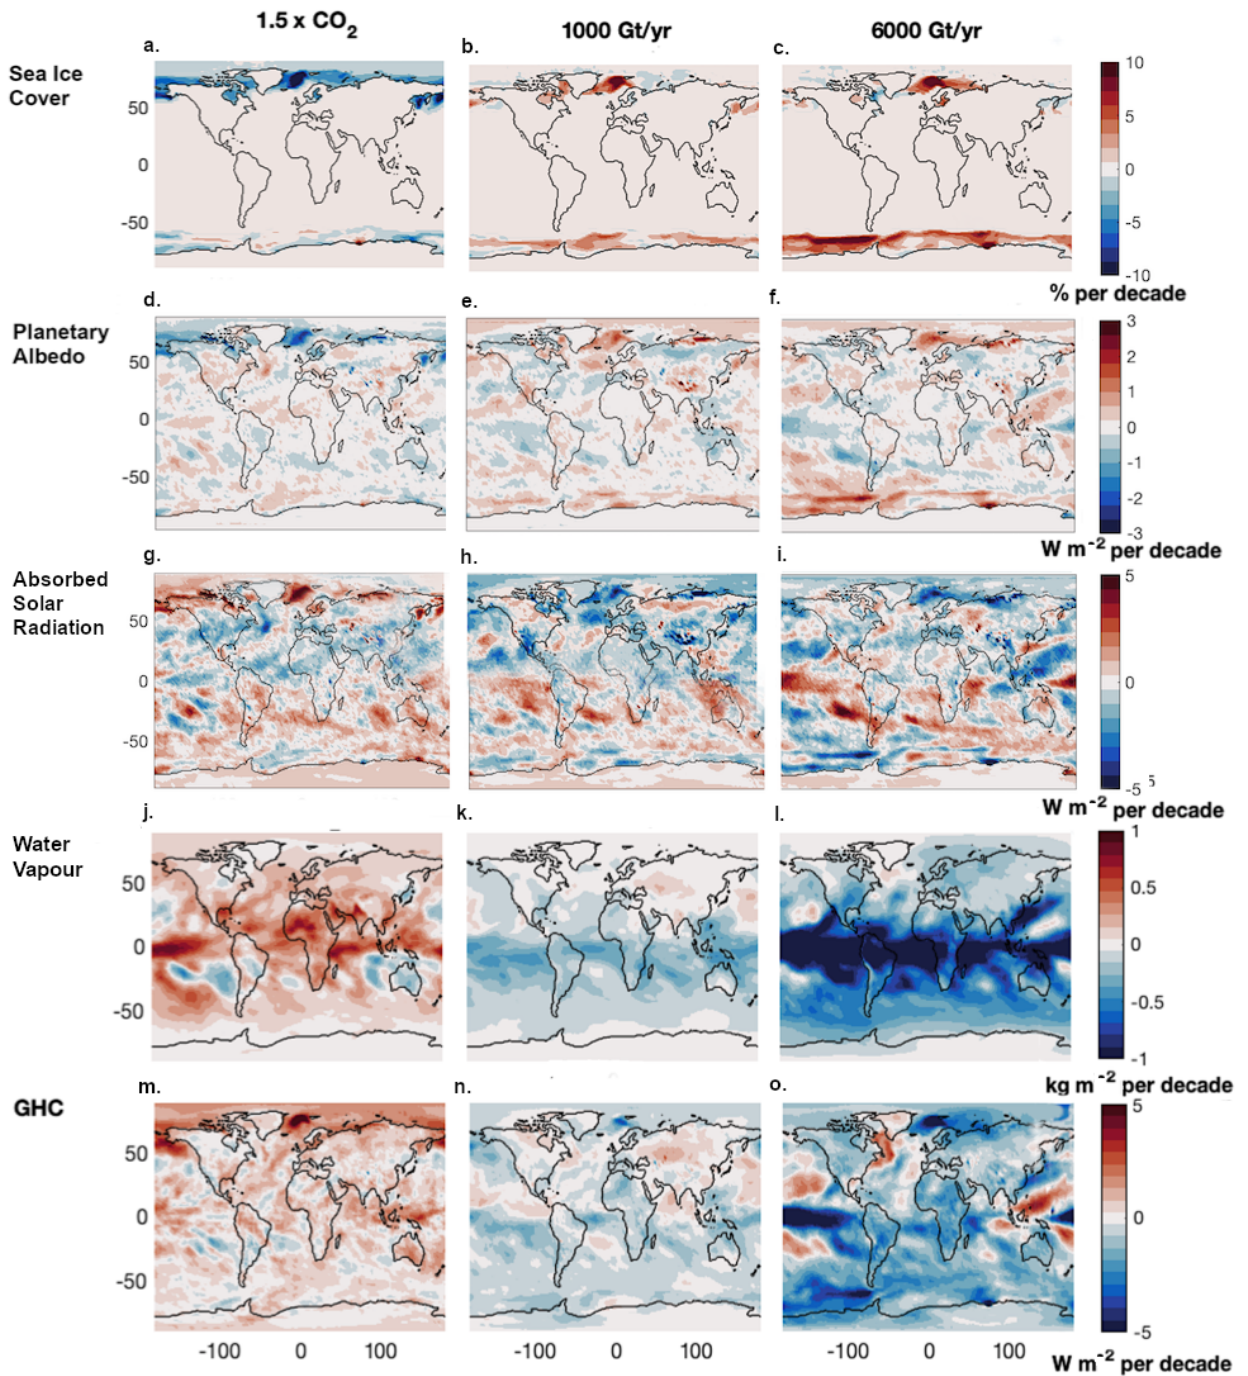 1.5 x CO2 1000 Gt/yr 6000 Gt/yr
a. b. c.
Sea Ice
Cover
50
0
-50
10
5
0
-5
-10
% per decade
d. e. f.
Planetary
Albedo
50
0
-50
3
2
1
0
-1
-2
-3
W m-2 per decade
g. h. i.
Absorbed
Solar
Radiation
50
0
-50
5
0
-5 5
W m-2 per decade
j. k. l.
Water
Vapour
50
0
-50
1
0.5
0
-0.5
-1
kg m-2 per decade
m. n. o.
GHC
50
0
-50
5
0
-5
-100 0 100 -100 0 100 -100 0 100
W m-2 per decade